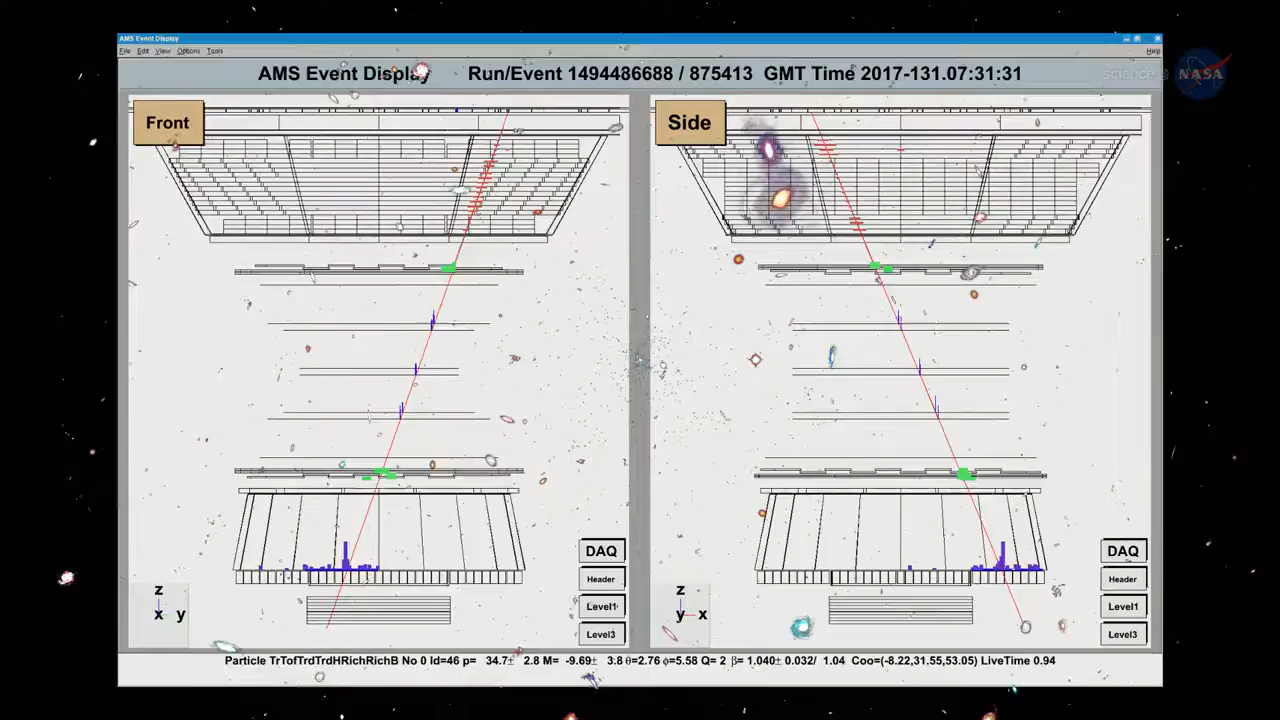 AMS Event Display
File Edit View Options Tools Help
AMS Event Display Run/Event 1494486688 / 875413 GMT Time 2017-131.07:31:31
science@ NASA
Front
Side
DAQ
Header
Level1
Level3
z
x y
DAQ
Header
Level1
Level3
z
y x
Particle TrTofTrdTrdHRichRichB No 0 Id=46 p= 34.7± 2.8 M= -9.69± 3.8 θ=2.76 φ=5.58 Q= 2 β= 1.040± 0.032/ 1.04 Coo=(-8.22,31.55,53.05) LiveTime 0.94